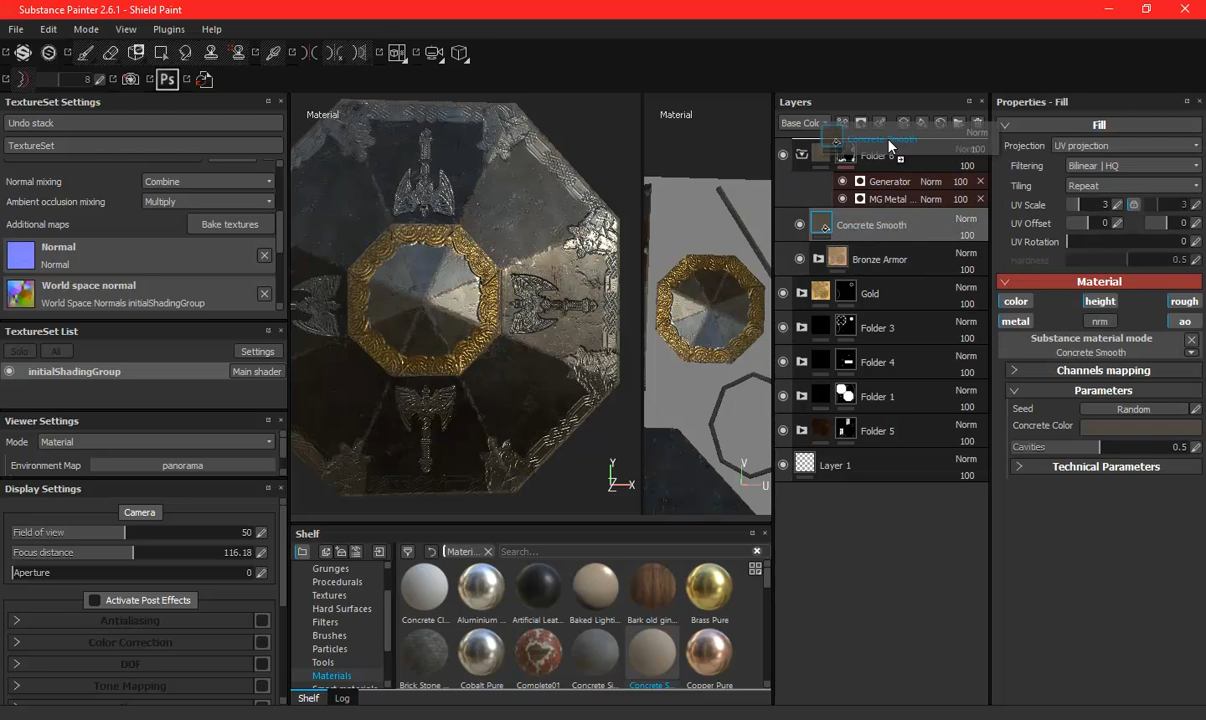 Substance Painter 2.6.1 - Shield Paint
File Edit Mode View Plugins Help
8
Ps
TextureSet Settings
Undo stack
TextureSet
Normal mixing Combine
Ambient occlusion mixing Multiply
Additional maps Bake textures
Normal
Normal
World space normal
World Space Normals initialShadingGroup
TextureSet List
Solo All Settings
initialShadingGroup Main shader
Viewer Settings
Mode Material
Environment Map panorama
Display Settings
Camera
Field of view 50
Focus distance 116.18
Aperture 0
Activate Post Effects
Antialiasing
Color Correction
DOF
Tone Mapping
Material
Y
Z X
Material
V
U
Shelf
Materi... Search...
Grunges
Procedurals
Textures
Hard Surfaces
Filters
Brushes
Particles
Tools
Materials
Concrete Cl... Aluminium ... Artificial Leat... Baked Lighti... Bark old gin... Brass Pure
Brick Stone ... Cobalt Pure Complete01 Concrete Si... Concrete S... Copper Pure
Shelf Log
Layers
Norm
Concrete Smooth
Folder 6
100
Generator Norm 100
MG Metal ... Norm 100
Concrete Smooth Norm
100
Bronze Armor Norm
100
Gold Norm
100
Folder 3 Norm
100
Folder 4 Norm
100
Folder 1 Norm
100
Folder 5 Norm
100
Layer 1 Norm
100
Properties - Fill
Fill
Projection UV projection
Filtering Bilinear | HQ
Tiling Repeat
UV Scale 3 3
UV Offset 0 0
UV Rotation 0
Hardness 0.5
Material
color height rough
metal nrm ao
Substance material mode
Concrete Smooth
Channels mapping
Parameters
Seed Random
Concrete Color
Cavities 0.5
Technical Parameters